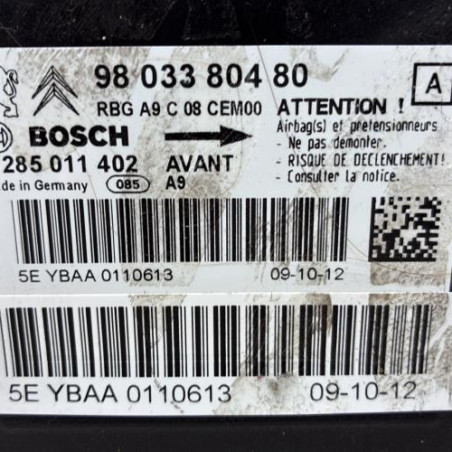 98 033 804 80
A
RBG A9 C 08 CEM00
ATTENTION !
BOSCH
Airbag(s) et pretensionneurs
- Ne pas demonter.
285 011 402 AVANT
- RISQUE DE DECLENCHEMENT!
- Consulter la notice.
de in Germany 085 A9
5E YBAA 0110613 09-10-12
5E YBAA 0110613 09-10-12